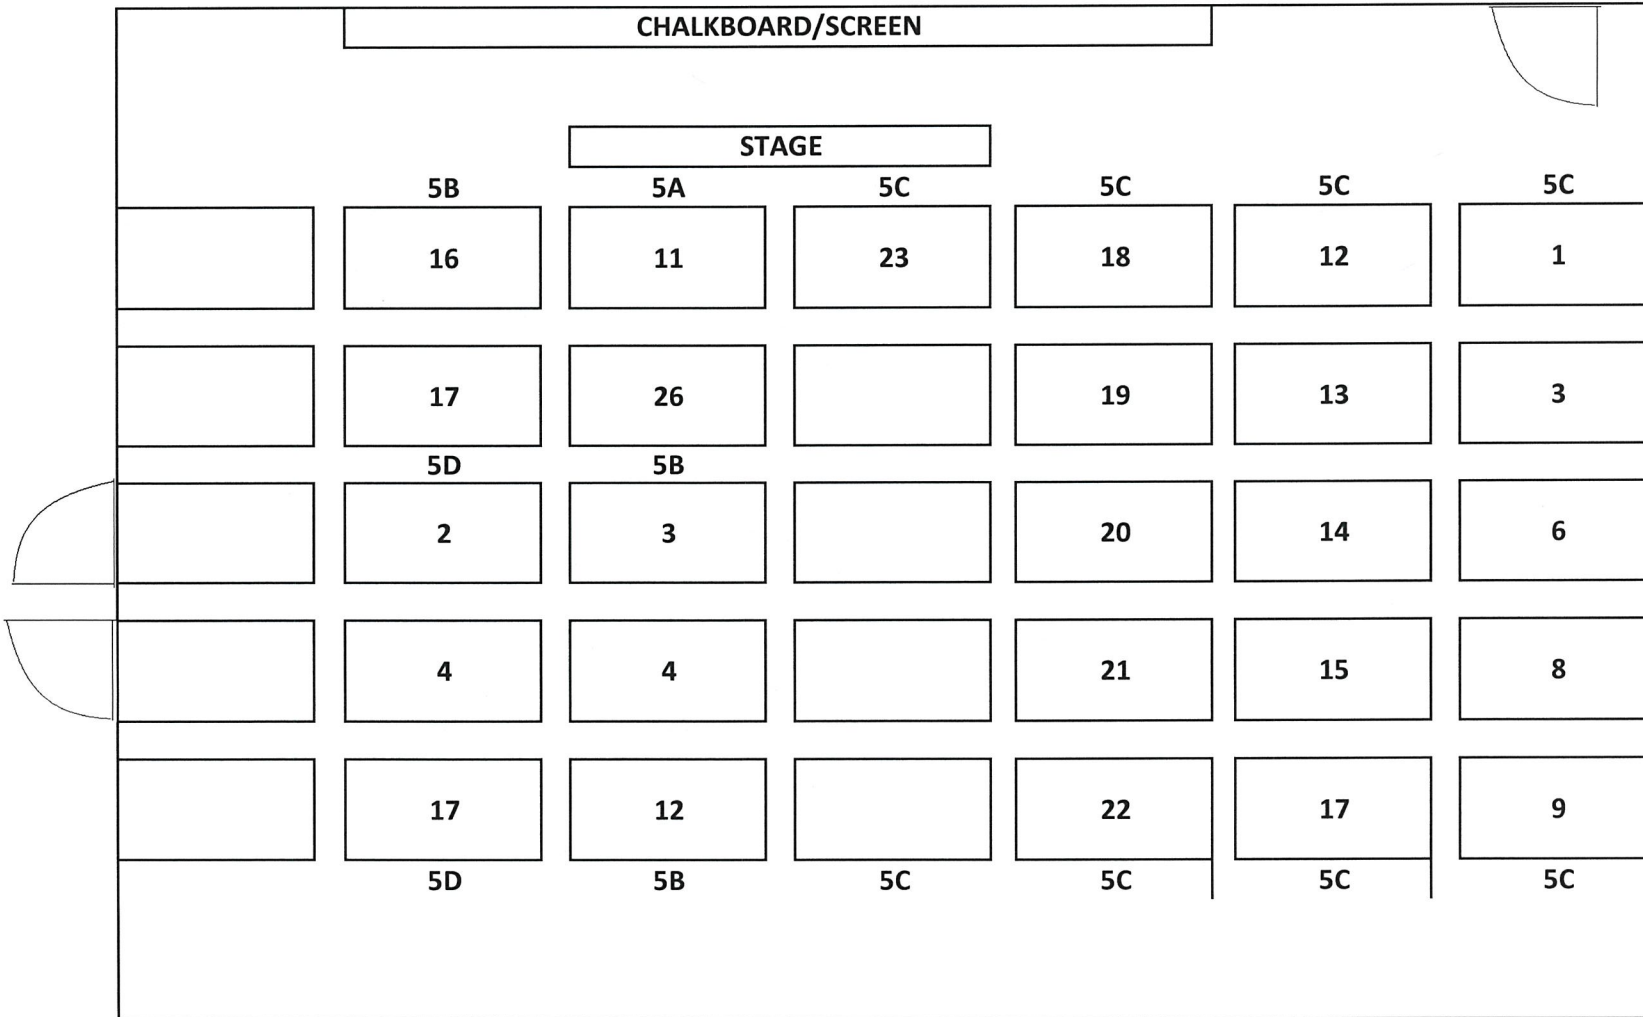 CHALKBOARD/SCREEN
STAGE
5B 5A 5C 5C 5C 5C
16 11 23 18 12 1
17 26 19 13 3
5D 5B
2 3 20 14 6
4 4 21 15 8
17 12 22 17 9
5D 5B 5C 5C 5C 5C